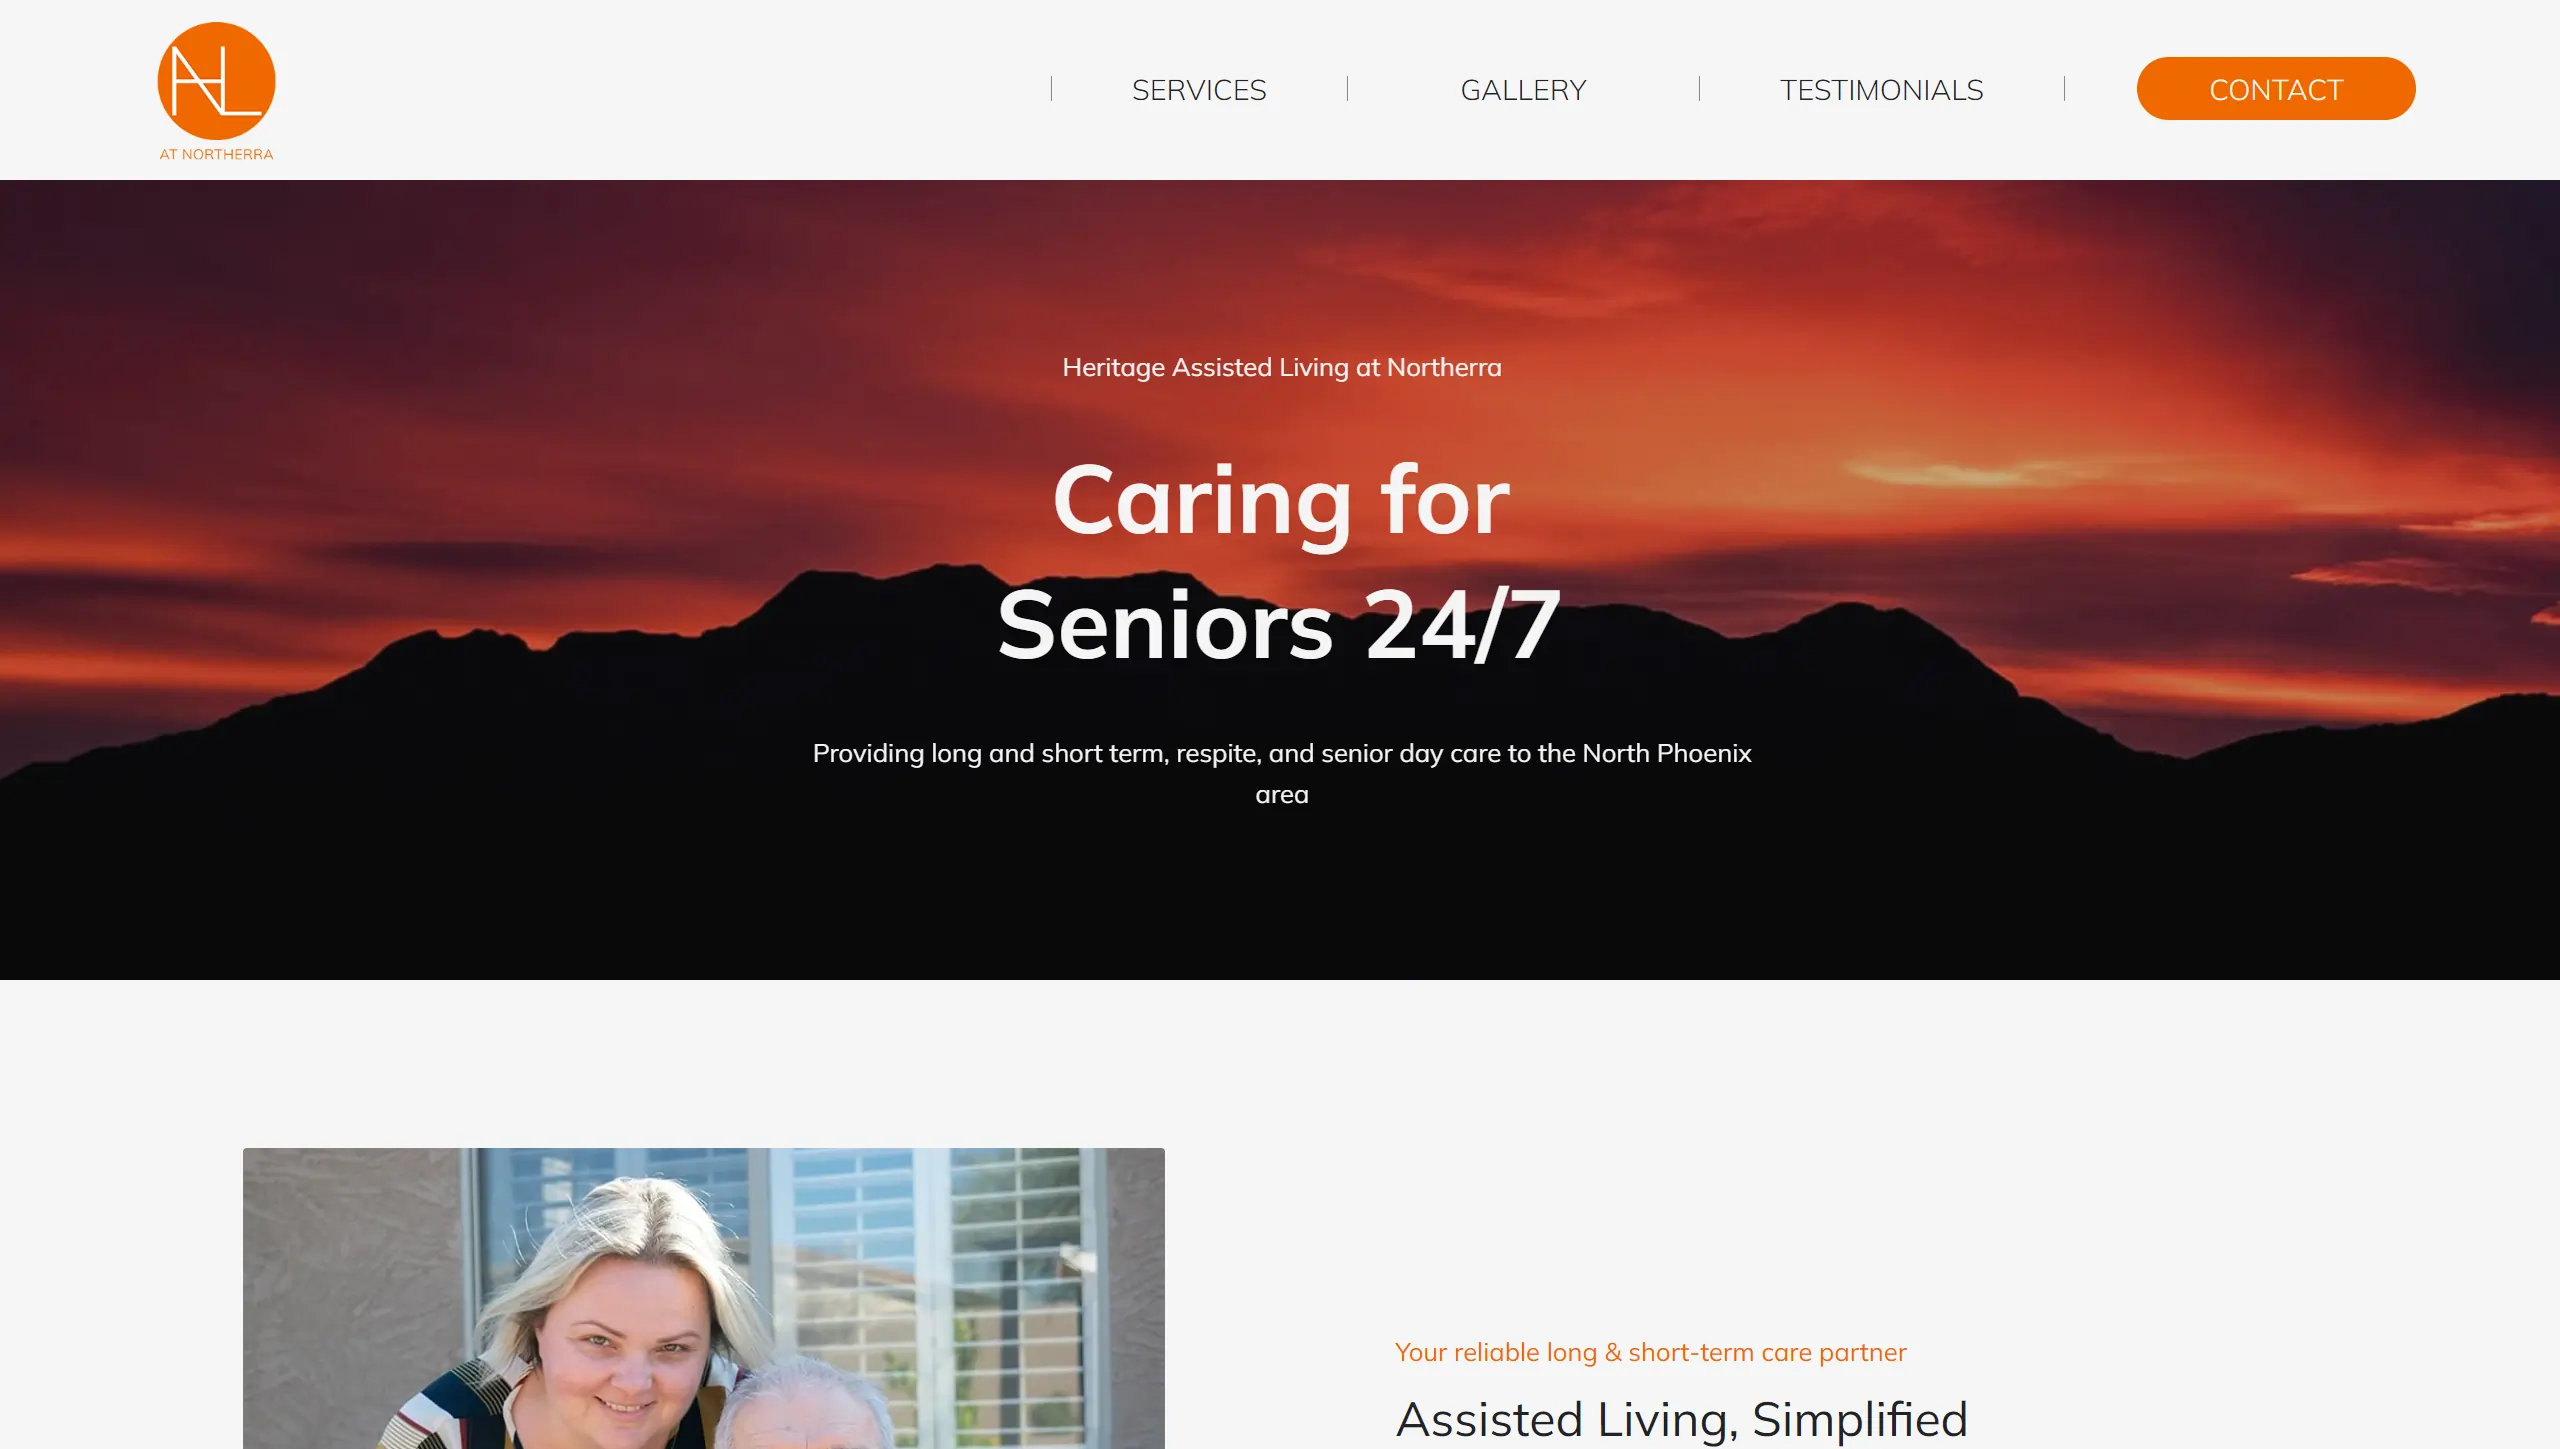 AT NORTHERRA
SERVICES
GALLERY
TESTIMONIALS
CONTACT
Heritage Assisted Living at Northerra
Caring for
Seniors 24/7
Providing long and short term, respite, and senior day care to the North Phoenix
area
Your reliable long & short-term care partner
Assisted Living, Simplified